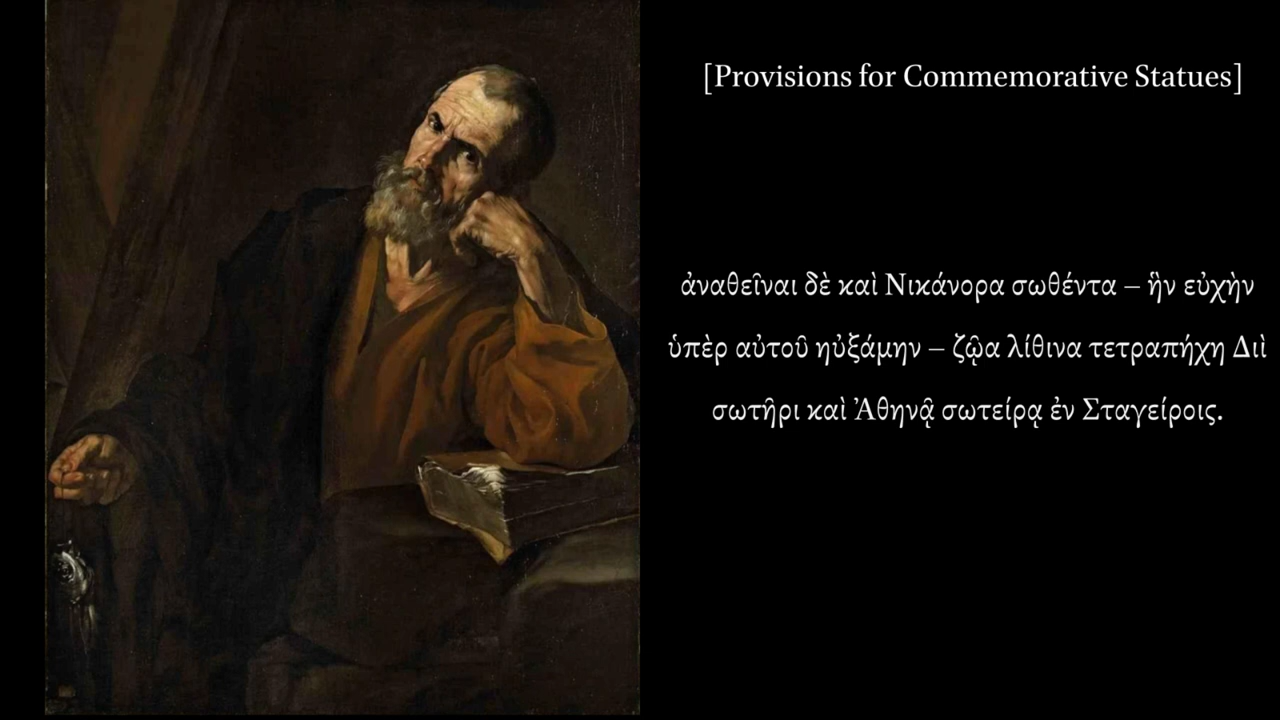 [Provisions for Commemorative Statues]
ἀναθεῖναι δὲ καὶ Νικάνορα σωθέντα – ἣν εὐχὴν
ὑπὲρ αὐτοῦ ηὐξάμην – ζῷα λίθινα τετραπήχη Διὶ
σωτῆρι καὶ Ἀθηνᾷ σωτείρᾳ ἐν Σταγείροις.